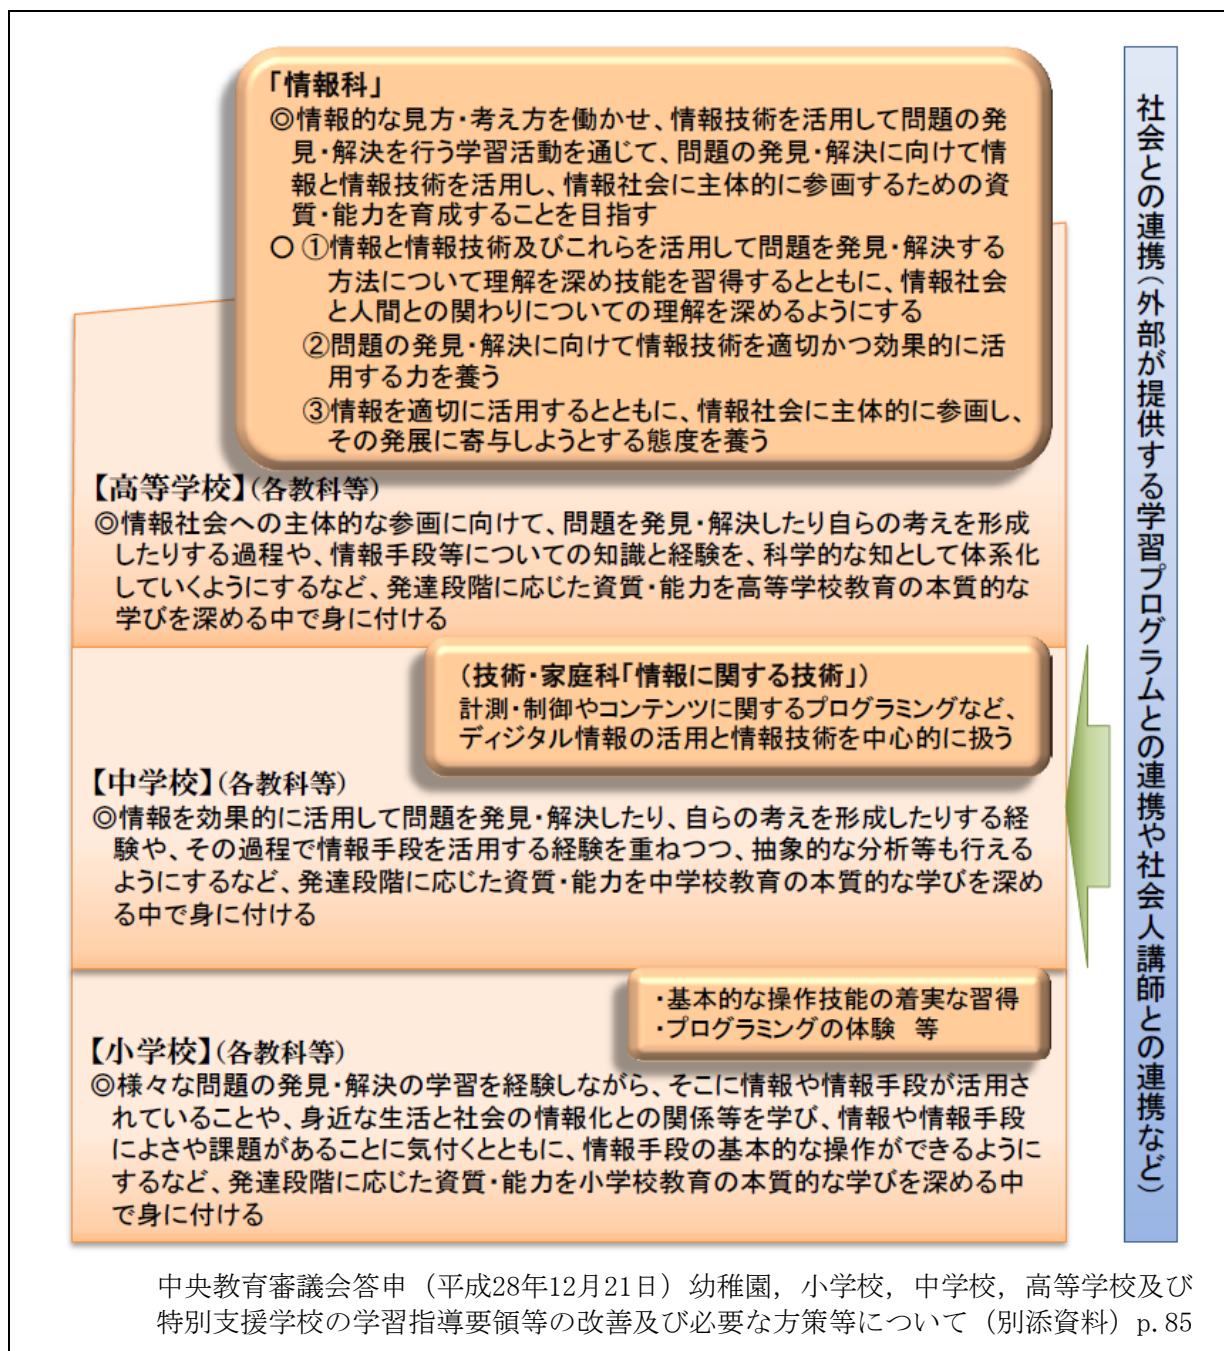 「情報科」
◎情報的な見方・考え方を働かせ、情報技術を活用して問題の発
見・解決を行う学習活動を通じて、問題の発見・解決に向けて情
報と情報技術を活用し、情報社会に主体的に参画するための資
質・能力を育成することを目指す
○ ①情報と情報技術及びこれらを活用して問題を発見・解決する
方法について理解を深め技能を習得するとともに、情報社会
と人間との関わりについての理解を深めるようにする
②問題の発見・解決に向けて情報技術を適切かつ効果的に活
用する力を養う
③情報を適切に活用するとともに、情報社会に主体的に参画し、
その発展に寄与しようとする態度を養う
【高等学校】(各教科等)
◎情報社会への主体的な参画に向けて、問題を発見・解決したり自らの考えを形成
したりする過程や、情報手段等についての知識と経験を、科学的な知として体系化
していくようにするなど、発達段階に応じた資質・能力を高等学校教育の本質的な
学びを深める中で身に付ける
(技術・家庭科「情報に関する技術」)
計測・制御やコンテンツに関するプログラミングなど、
ディジタル情報の活用と情報技術を中心的に扱う
【中学校】(各教科等)
◎情報を効果的に活用して問題を発見・解決したり、自らの考えを形成したりする経
験や、その過程で情報手段を活用する経験を重ねつつ、抽象的な分析等も行える
ようにするなど、発達段階に応じた資質・能力を中学校教育の本質的な学びを深め
る中で身に付ける
・基本的な操作技能の着実な習得
・プログラミングの体験　等
【小学校】(各教科等)
◎様々な問題の発見・解決の学習を経験しながら、そこに情報や情報手段が活用さ
れていることや、身近な生活と社会の情報化との関係等を学び、情報や情報手段
によさや課題があることに気付くとともに、情報手段の基本的な操作ができるように
するなど、発達段階に応じた資質・能力を小学校教育の本質的な学びを深める中
で身に付ける
社会との連携(外部が提供する学習プログラムとの連携や社会人講師との連携など)
中央教育審議会答申（平成28年12月21日）幼稚園，小学校，中学校，高等学校及び
特別支援学校の学習指導要領等の改善及び必要な方策等について（別添資料）p.85